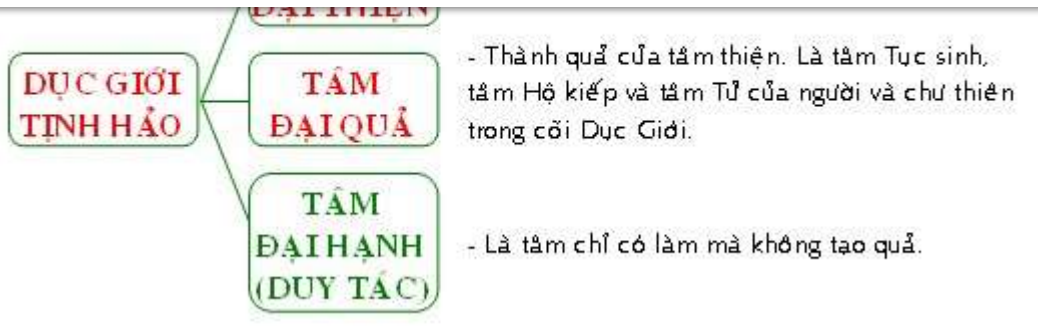 ĐẠI THIỆN
DỤC GIỚI
TỊNH HẢO
TÂM
ĐẠI QUẢ
- Thành quả của tâm thiện. Là tâm Tục sinh,
tâm Hộ kiếp và tâm Tử của người và chư thiên
trong cõi Dục Giới.
TÂM
ĐẠI HẠNH
(DUY TÁC)
- Là tâm chỉ có làm mà không tạo quả.